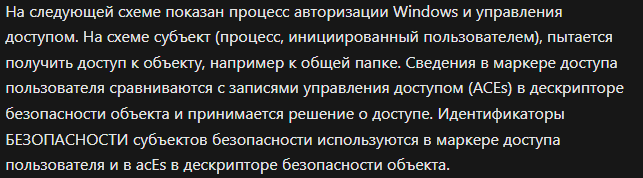 На следующей схеме показан процесс авторизации Windows и управления
доступом. На схеме субъект (процесс, инициированный пользователем), пытается
получить доступ к объекту, например к общей папке. Сведения в маркере доступа
пользователя сравниваются с записями управления доступом (ACEs) в дескрипторе
безопасности объекта и принимается решение о доступе. Идентификаторы
БЕЗОПАСНОСТИ субъектов безопасности используются в маркере доступа
пользователя и в acEs в дескрипторе безопасности объекта.